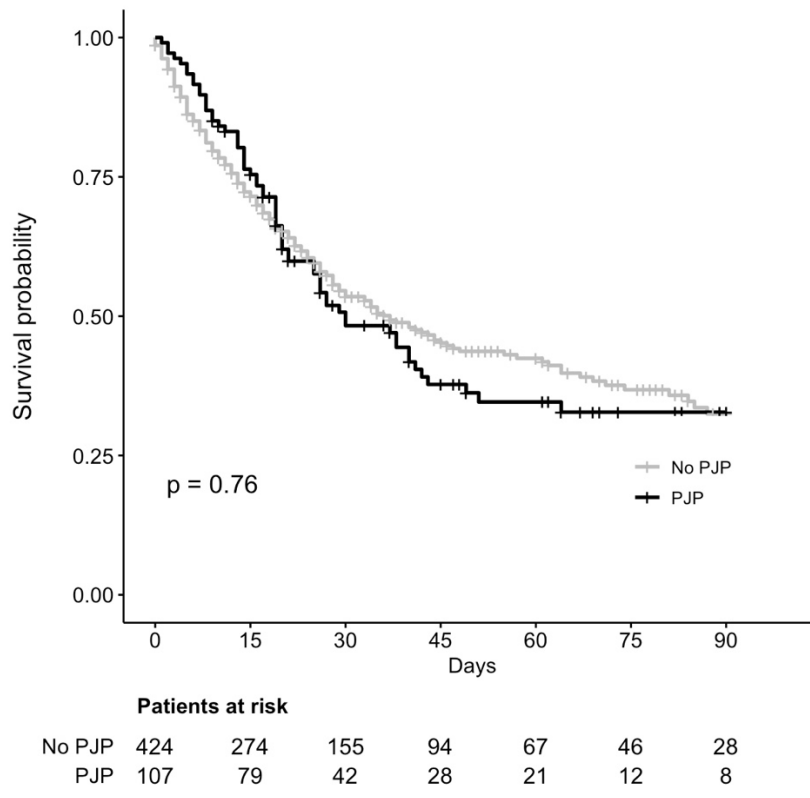 1.00
0.75
0.50
0.25
0.00
Survival probability
p = 0.76
No PJP
PJP
0 15 30 45 60 75 90
Days
Patients at risk
No PJP 424 274 155 94 67 46 28
PJP 107 79 42 28 21 12 8